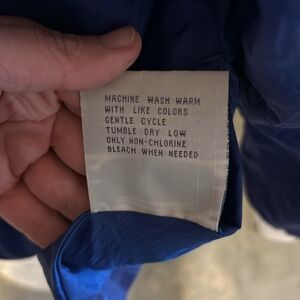 MACHINE WASH WARM
WITH LIKE COLORS
GENTLE CYCLE
TUMBLE DRY LOW
ONLY NON-CHLORINE
BLEACH WHEN NEEDED